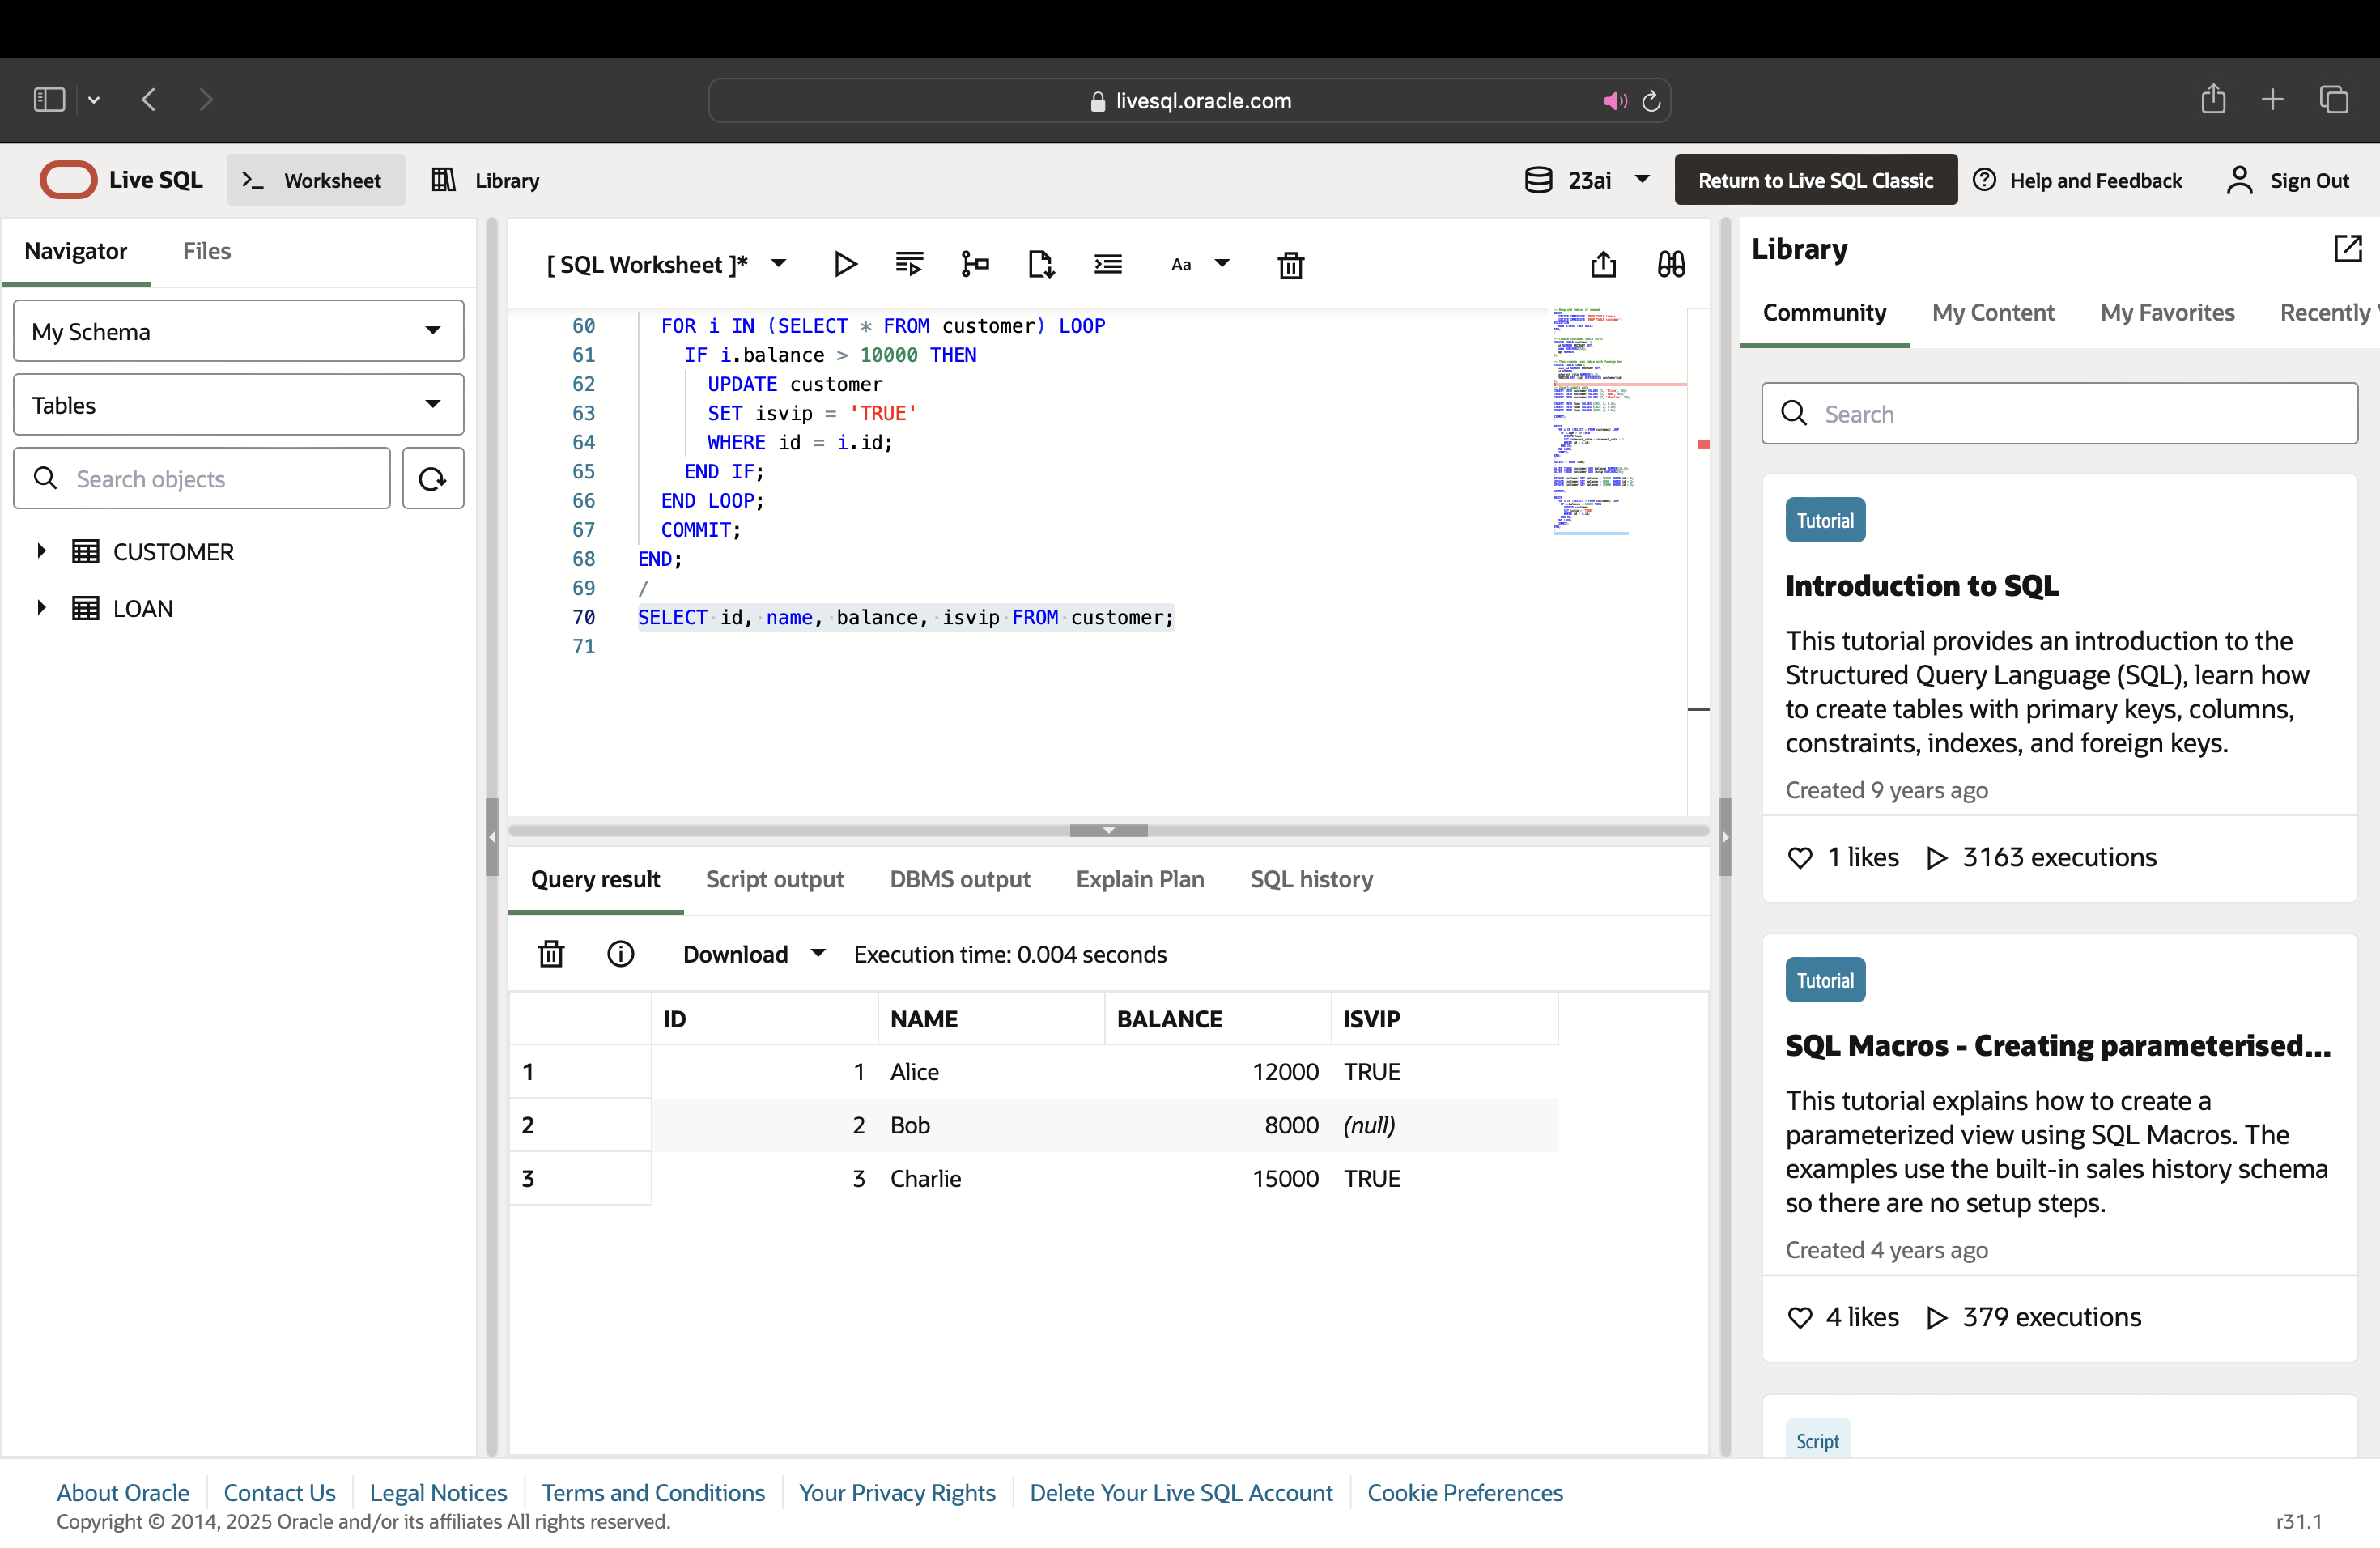 livesql.oracle.com
Live SQL
>_ Worksheet
Library
23ai
Return to Live SQL Classic
Help and Feedback
Sign Out
Navigator
Files
My Schema
Tables
Search objects
CUSTOMER
LOAN
[ SQL Worksheet ]*
Aa
60 FOR i IN (SELECT * FROM customer) LOOP
61 IF i.balance > 10000 THEN
62 UPDATE customer
63 SET isvip = 'TRUE'
64 WHERE id = i.id;
65 END IF;
66 END LOOP;
67 COMMIT;
68 END;
69 /
70 SELECT id, name, balance, isvip FROM customer;
71
Query result
Script output
DBMS output
Explain Plan
SQL history
Download
Execution time: 0.004 seconds
ID NAME BALANCE ISVIP
1 1 Alice 12000 TRUE
2 2 Bob 8000 (null)
3 3 Charlie 15000 TRUE
Library
Community
My Content
My Favorites
Recently
Search
Tutorial
Introduction to SQL
This tutorial provides an introduction to the
Structured Query Language (SQL), learn how
to create tables with primary keys, columns,
constraints, indexes, and foreign keys.
Created 9 years ago
1 likes
3163 executions
Tutorial
SQL Macros - Creating parameterised...
This tutorial explains how to create a
parameterized view using SQL Macros. The
examples use the built-in sales history schema
so there are no setup steps.
Created 4 years ago
4 likes
379 executions
Script
About Oracle
Contact Us
Legal Notices
Terms and Conditions
Your Privacy Rights
Delete Your Live SQL Account
Cookie Preferences
Copyright © 2014, 2025 Oracle and/or its affiliates All rights reserved.
r31.1